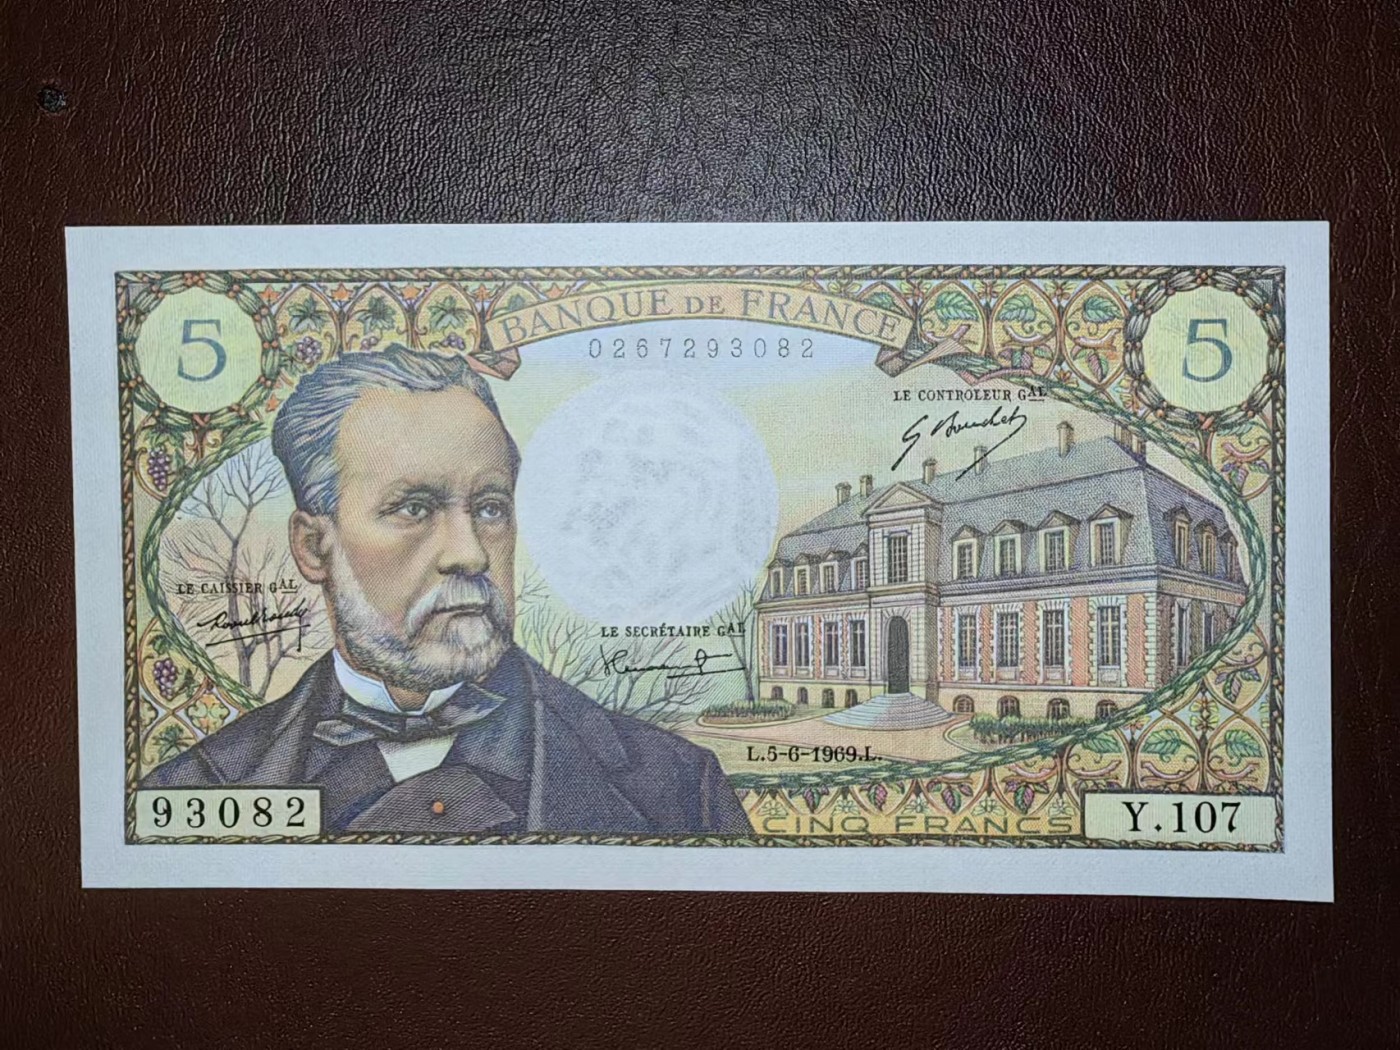 BANQUE DE FRANCE
5
5
0267293082
LE CONTROLEUR GAL
G Bouchet
LE CAISSIER GAL
LE SECRÉTAIRE GAL
L.5-6-1969.L.
93082
CINQ FRANCS
Y.107